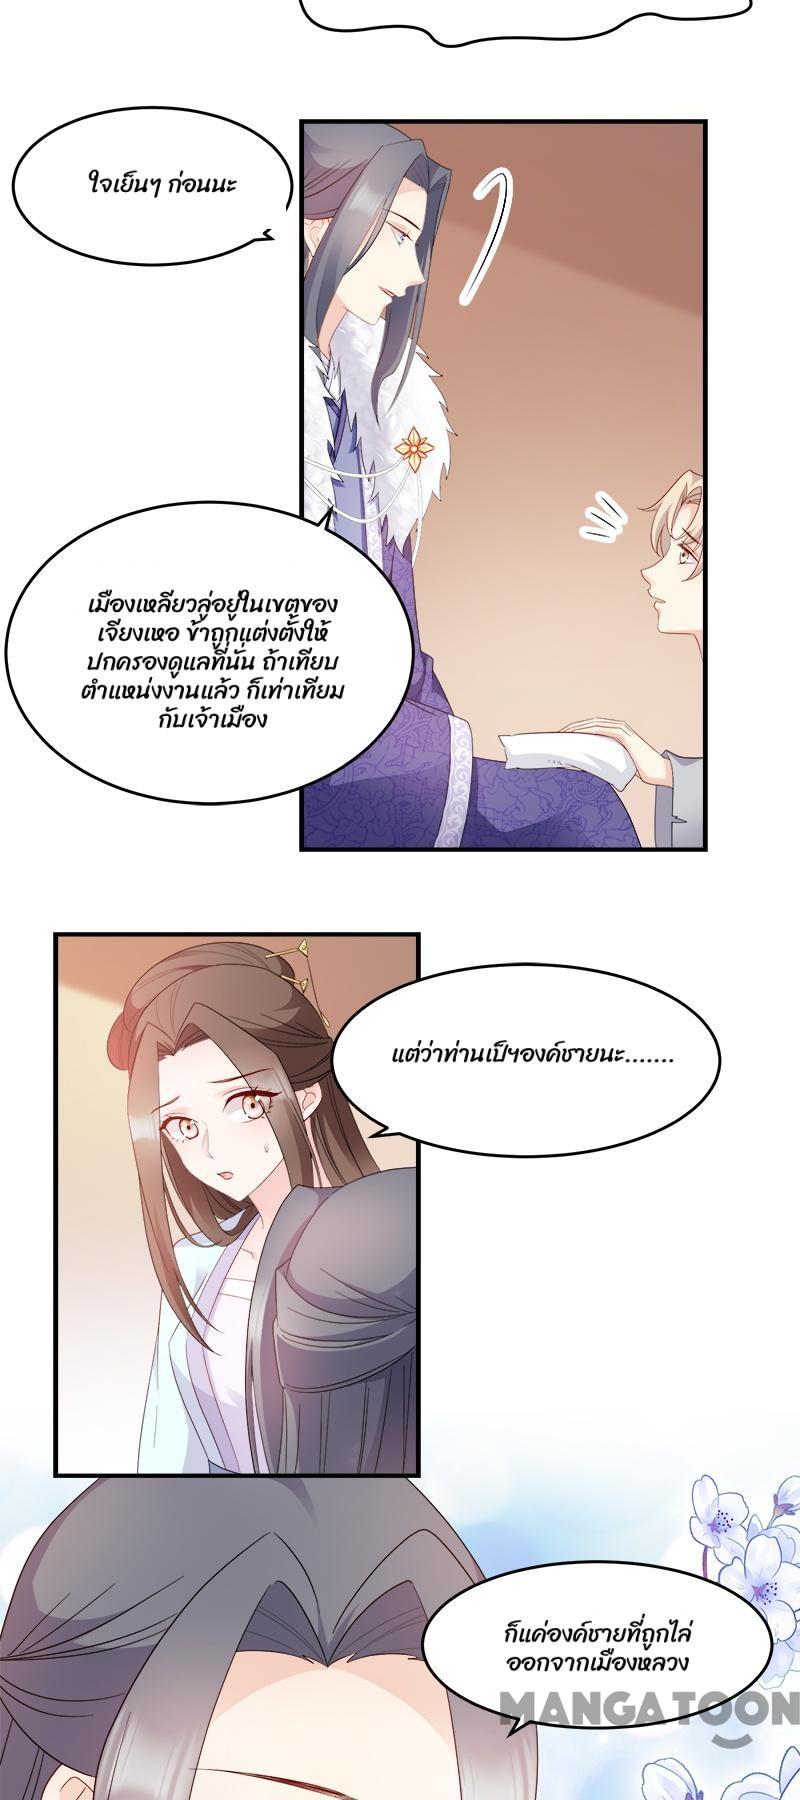 ใจเย็นๆ ก่อนนะ
เมืองเหลียวลู่อยู่ในเขตของ
เจียงเหอ ข้าถูกแต่งตั้งให้
ปกครองดูแลที่นั่น ถ้าเทียบ
ตำแหน่งงานแล้ว ก็เท่าเทียม
กับเจ้าเมือง
แต่ว่าท่านเป็ฯองค์ชายนะ.......
ก็แค่องค์ชายที่ถูกไล่
ออกจากเมืองหลวง
MANGATOON